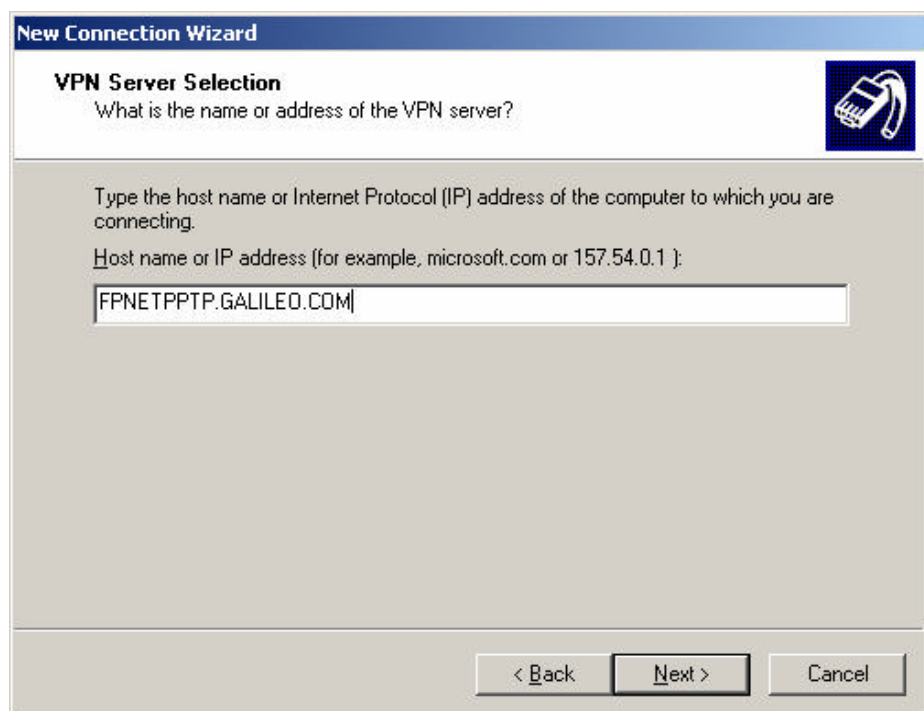 New Connection Wizard
VPN Server Selection
What is the name or address of the VPN server?
Type the host name or Internet Protocol (IP) address of the computer to which you are
connecting.
Host name or IP address (for example, microsoft.com or 157.54.0.1 ):
FPNETPPTP.GALILEO.COM
< Back Next > Cancel